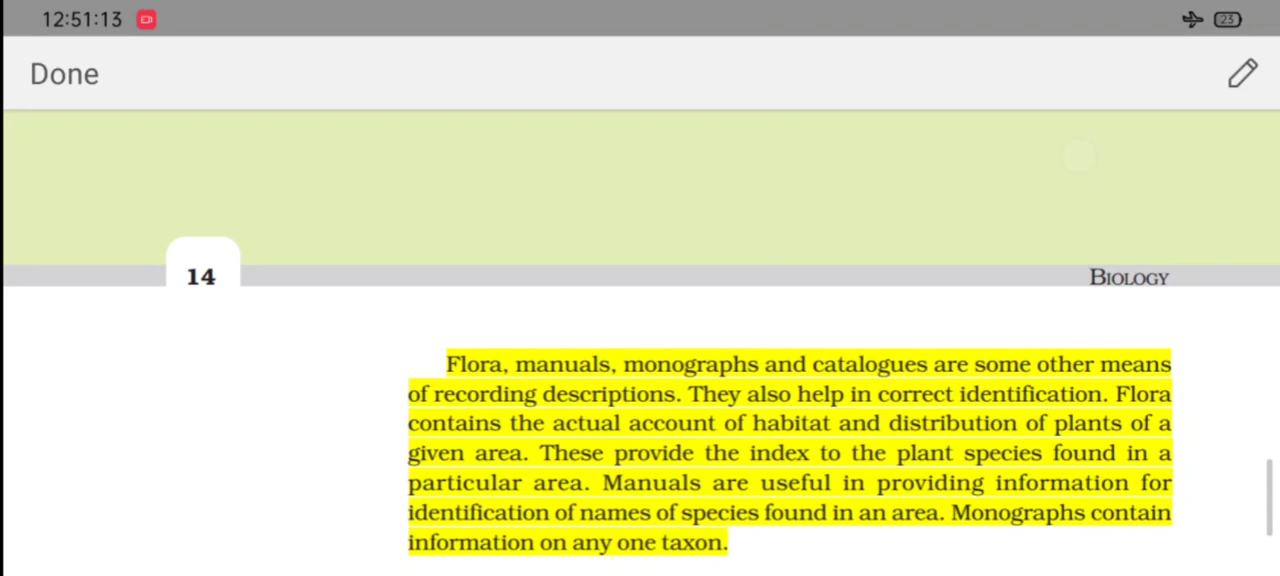 12:51:13
23
Done
14
BIOLOGY
Flora, manuals, monographs and catalogues are some other means
of recording descriptions. They also help in correct identification. Flora
contains the actual account of habitat and distribution of plants of a
given area. These provide the index to the plant species found in a
particular area. Manuals are useful in providing information for
identification of names of species found in an area. Monographs contain
information on any one taxon.